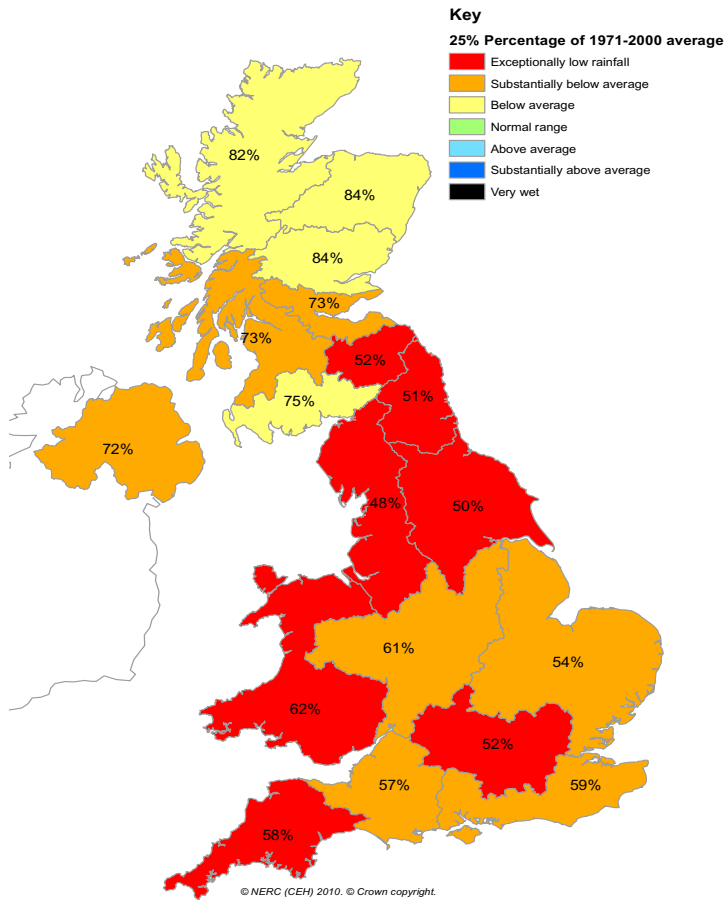 Key
25% Percentage of 1971-2000 average
Exceptionally low rainfall
Substantially below average
Below average
Normal range
Above average
Substantially above average
Very wet
82%
84%
84%
73%
73%
52%
51%
75%
72%
48%
50%
61%
54%
62%
52%
57%
59%
58%
© NERC (CEH) 2010. © Crown copyright.